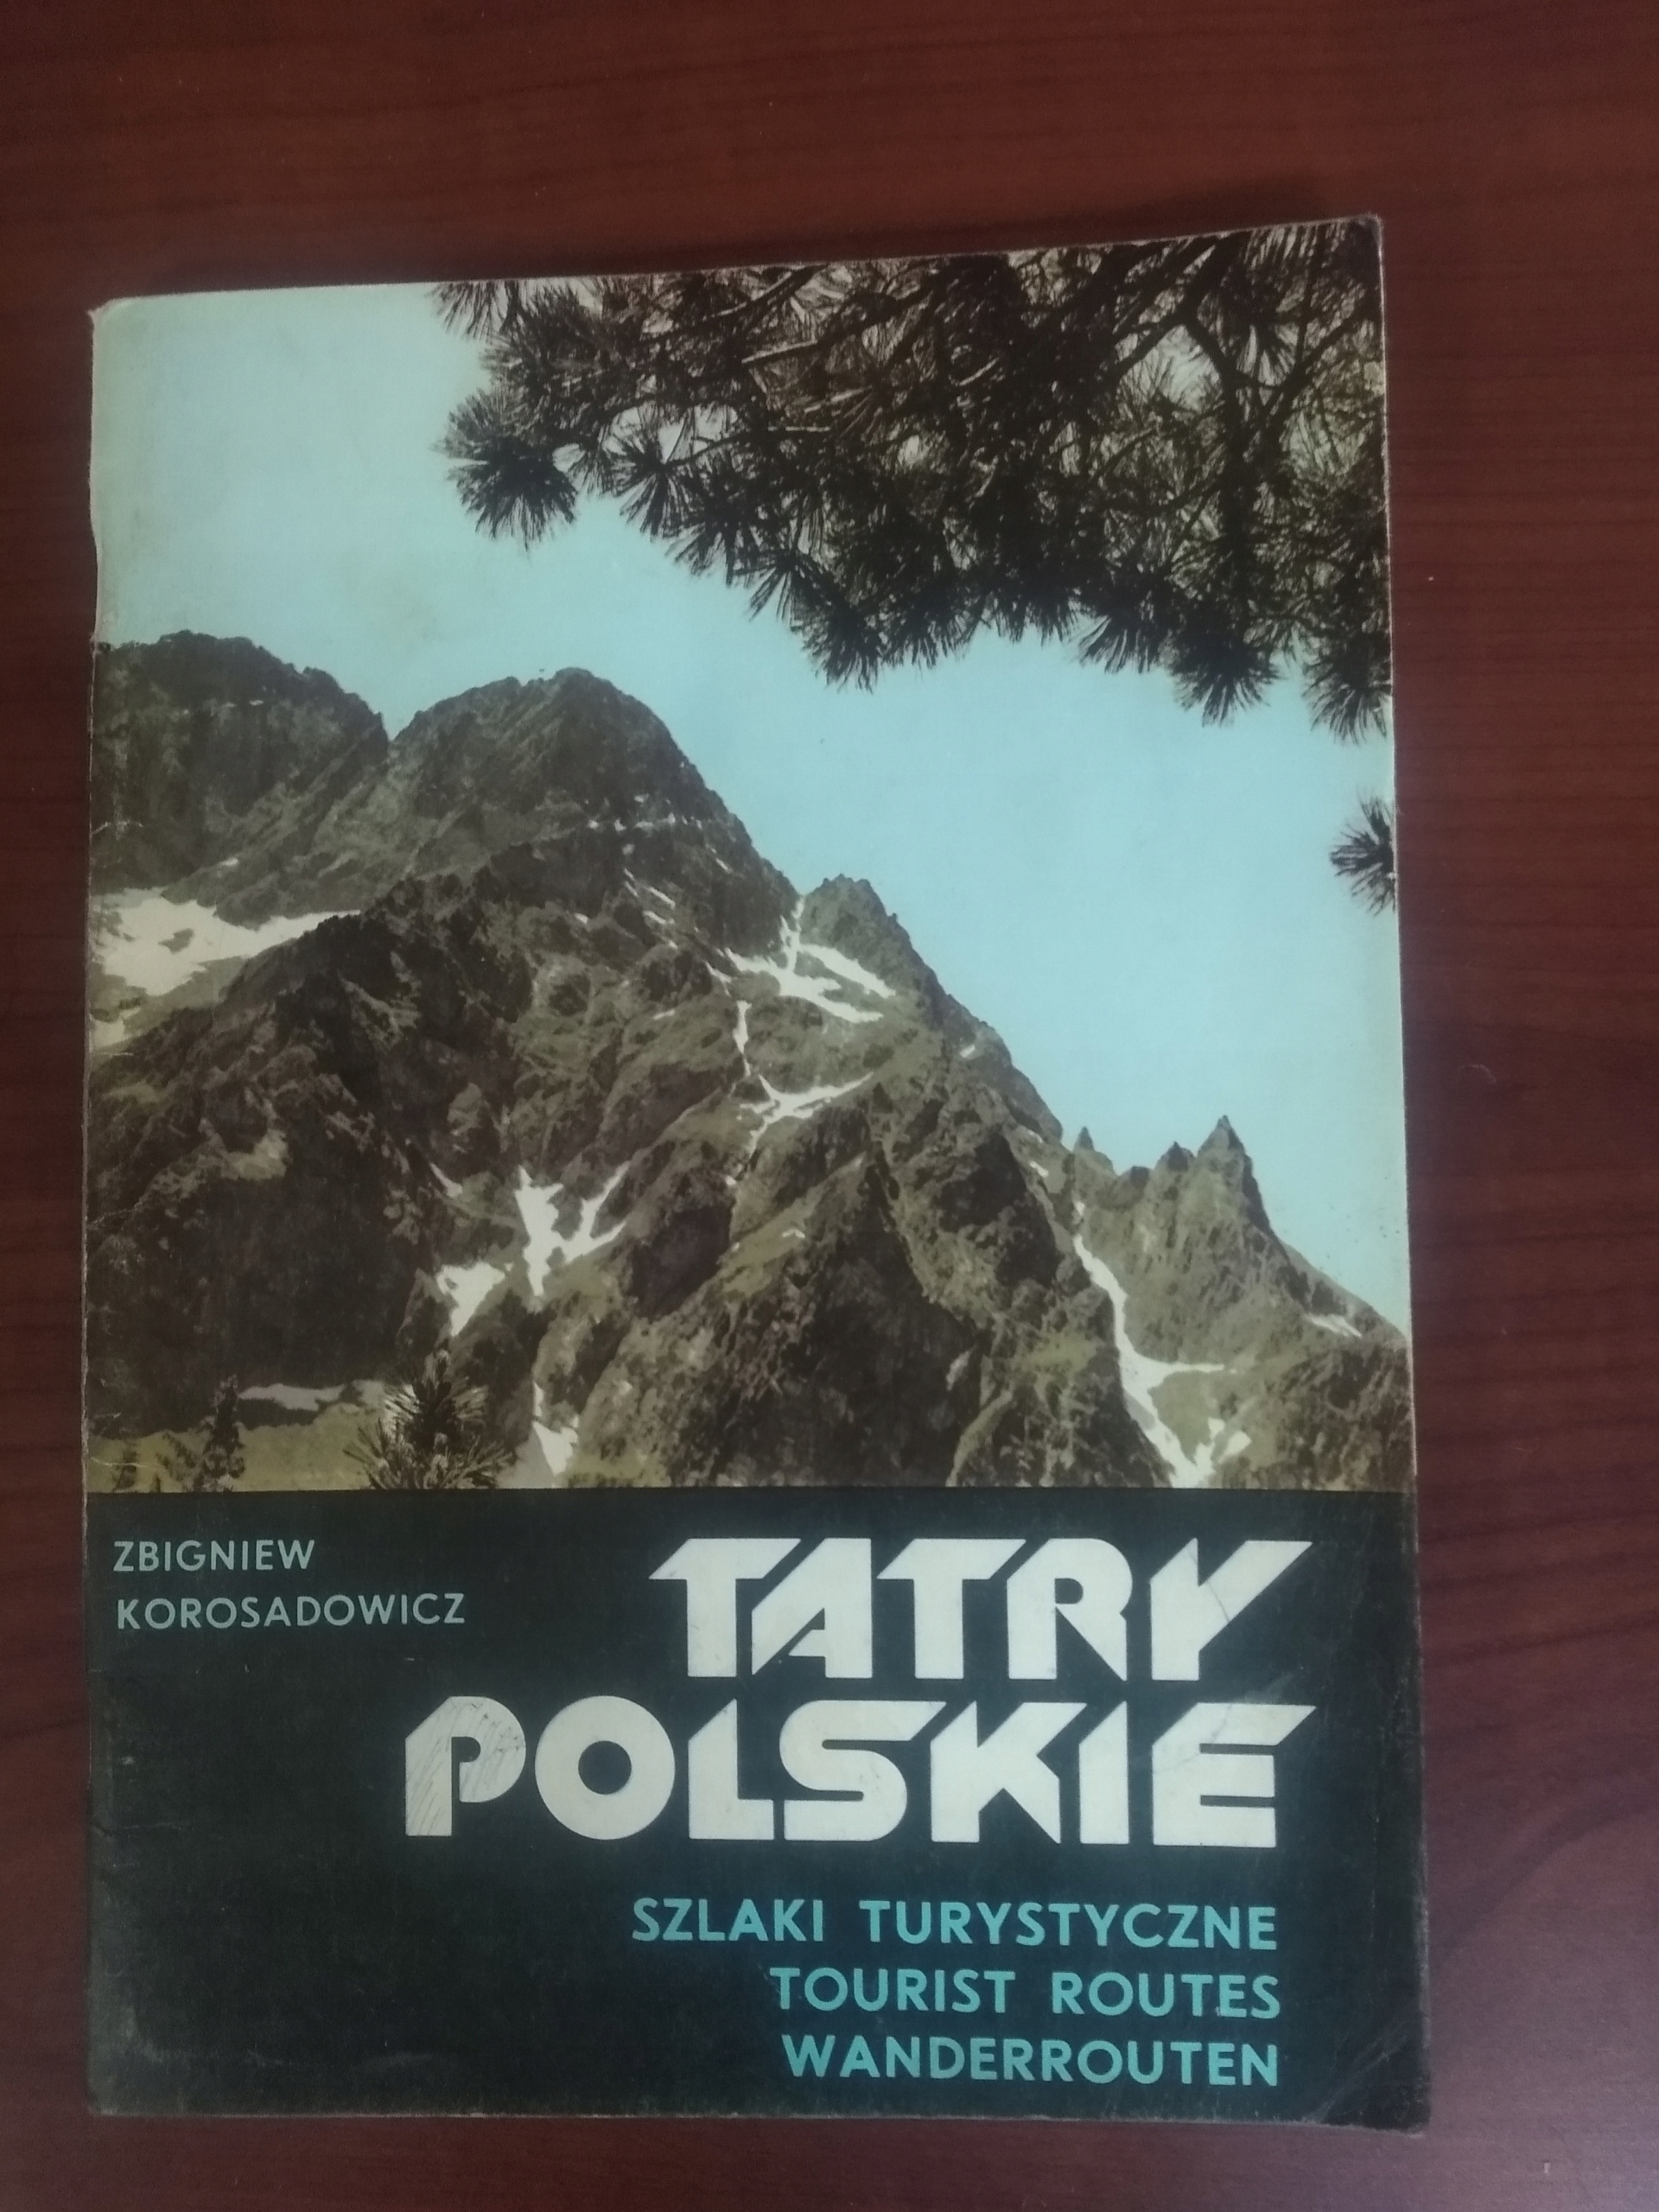 ZBIGNIEW
KOROSADOWICZ
TATRY
POLSKIE
SZLAKI TURYSTYCZNE
TOURIST ROUTES
WANDERROUTEN